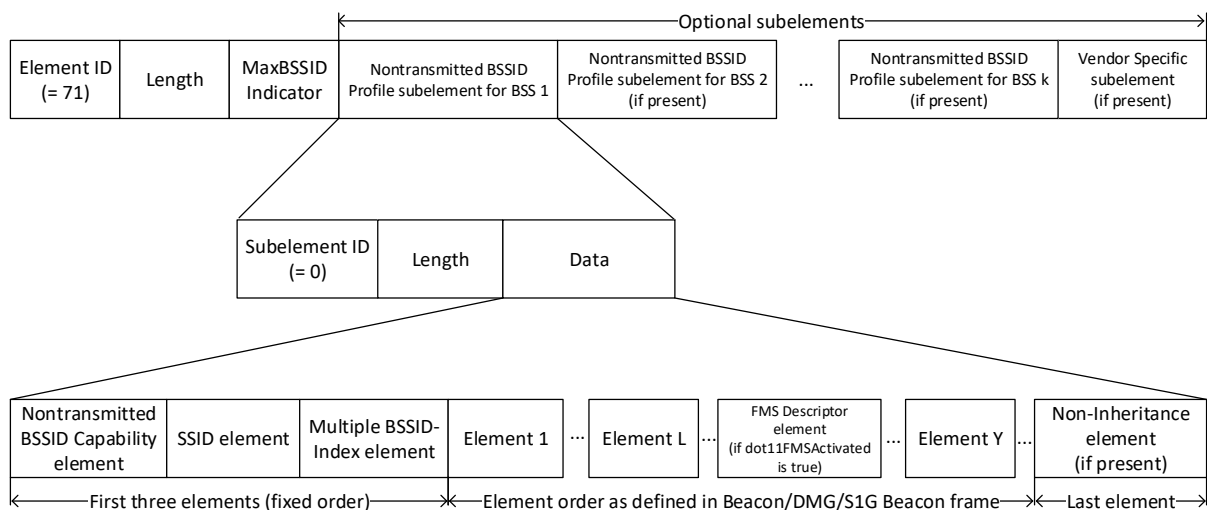 Optional subelements
Element ID
(= 71)
Length
MaxBSSID
Indicator
Nontransmitted BSSID
Profile subelement for BSS 1
Nontransmitted BSSID
Profile subelement for BSS 2
(if present)
...
Nontransmitted BSSID
Profile subelement for BSS k
(if present)
Vendor Specific
subelement
(if present)
Subelement ID
(= 0)
Length
Data
Nontransmitted
BSSID Capability
element
SSID element
Multiple BSSID-
Index element
Element 1
...
Element L
...
FMS Descriptor
element
(if dot11FMSActivated
is true)
...
Element Y
...
Non-Inheritance
element
(if present)
First three elements (fixed order)
Element order as defined in Beacon/DMG/S1G Beacon frame
Last element